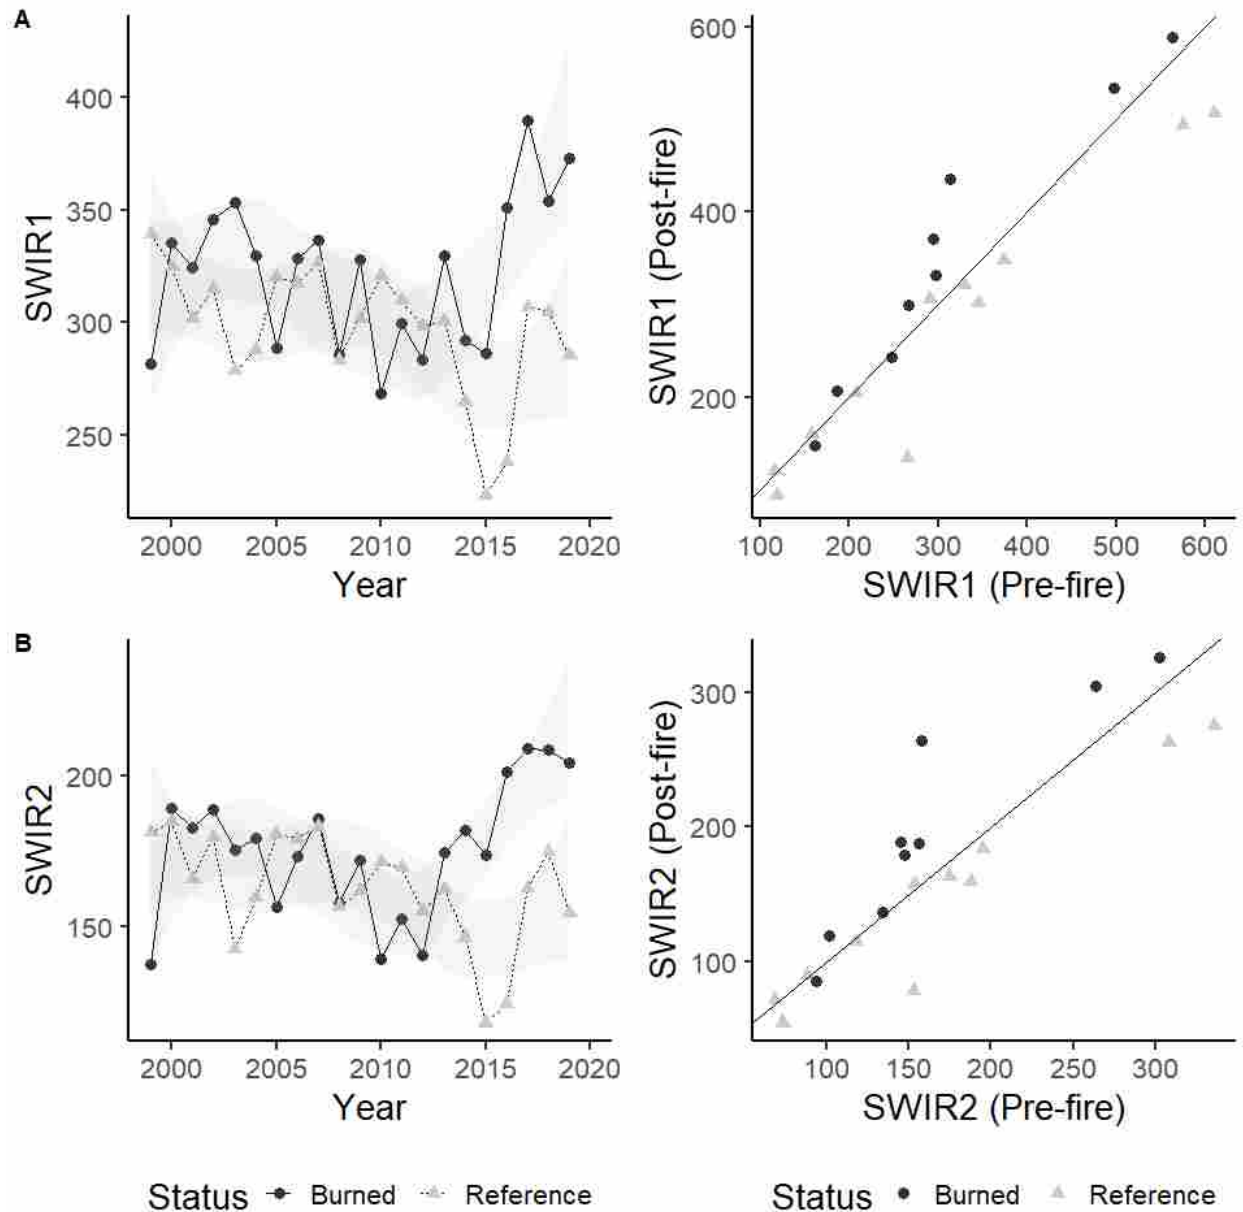 A
SWIR1
400
350
300
250
2000 2005 2010 2015 2020
Year
SWIR1 (Post-fire)
600
400
200
100 200 300 400 500 600
SWIR1 (Pre-fire)
B
SWIR2
200
150
2000 2005 2010 2015 2020
Year
SWIR2 (Post-fire)
300
200
100
100 150 200 250 300
SWIR2 (Pre-fire)
Status Burned Reference
Status Burned Reference